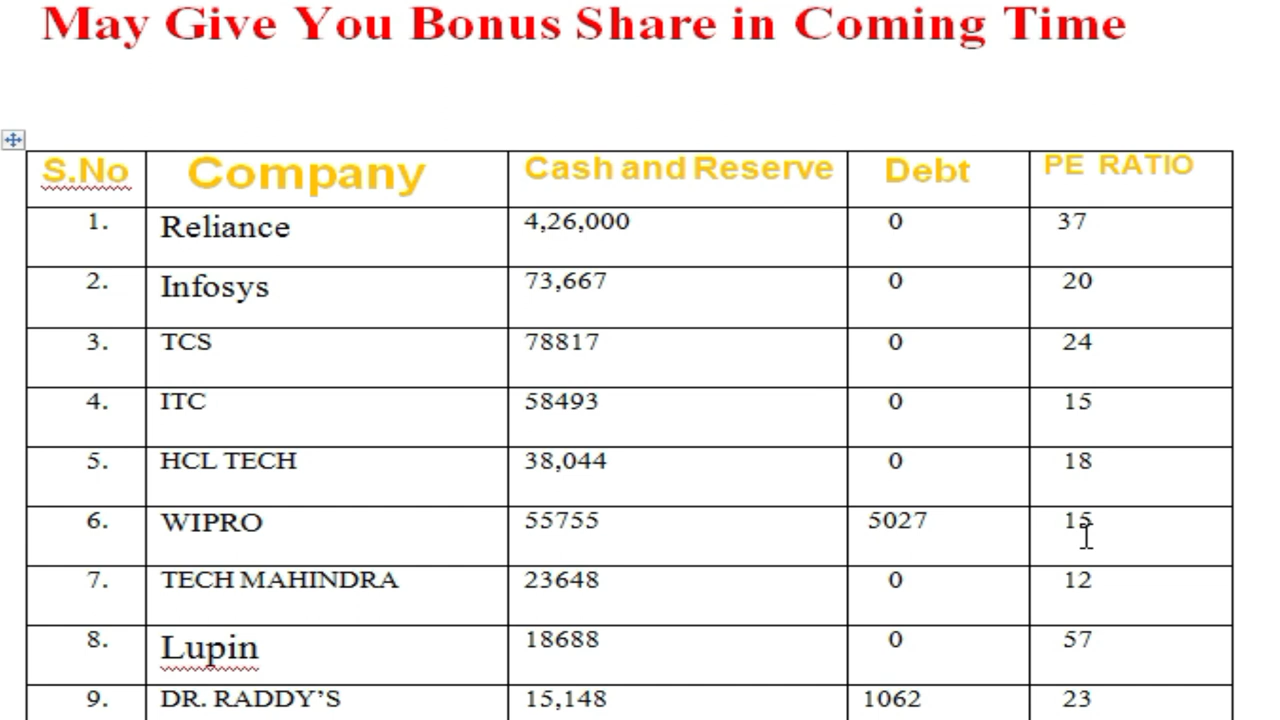 May Give You Bonus Share in Coming Time
S.No Company Cash and Reserve Debt PE RATIO
1. Reliance 4,26,000 0 37
2. Infosys 73,667 0 20
3. TCS 78817 0 24
4. ITC 58493 0 15
5. HCL TECH 38,044 0 18
6. WIPRO 55755 5027 15
7. TECH MAHINDRA 23648 0 12
8. Lupin 18688 0 57
9. DR. RADDY'S 15,148 1062 23